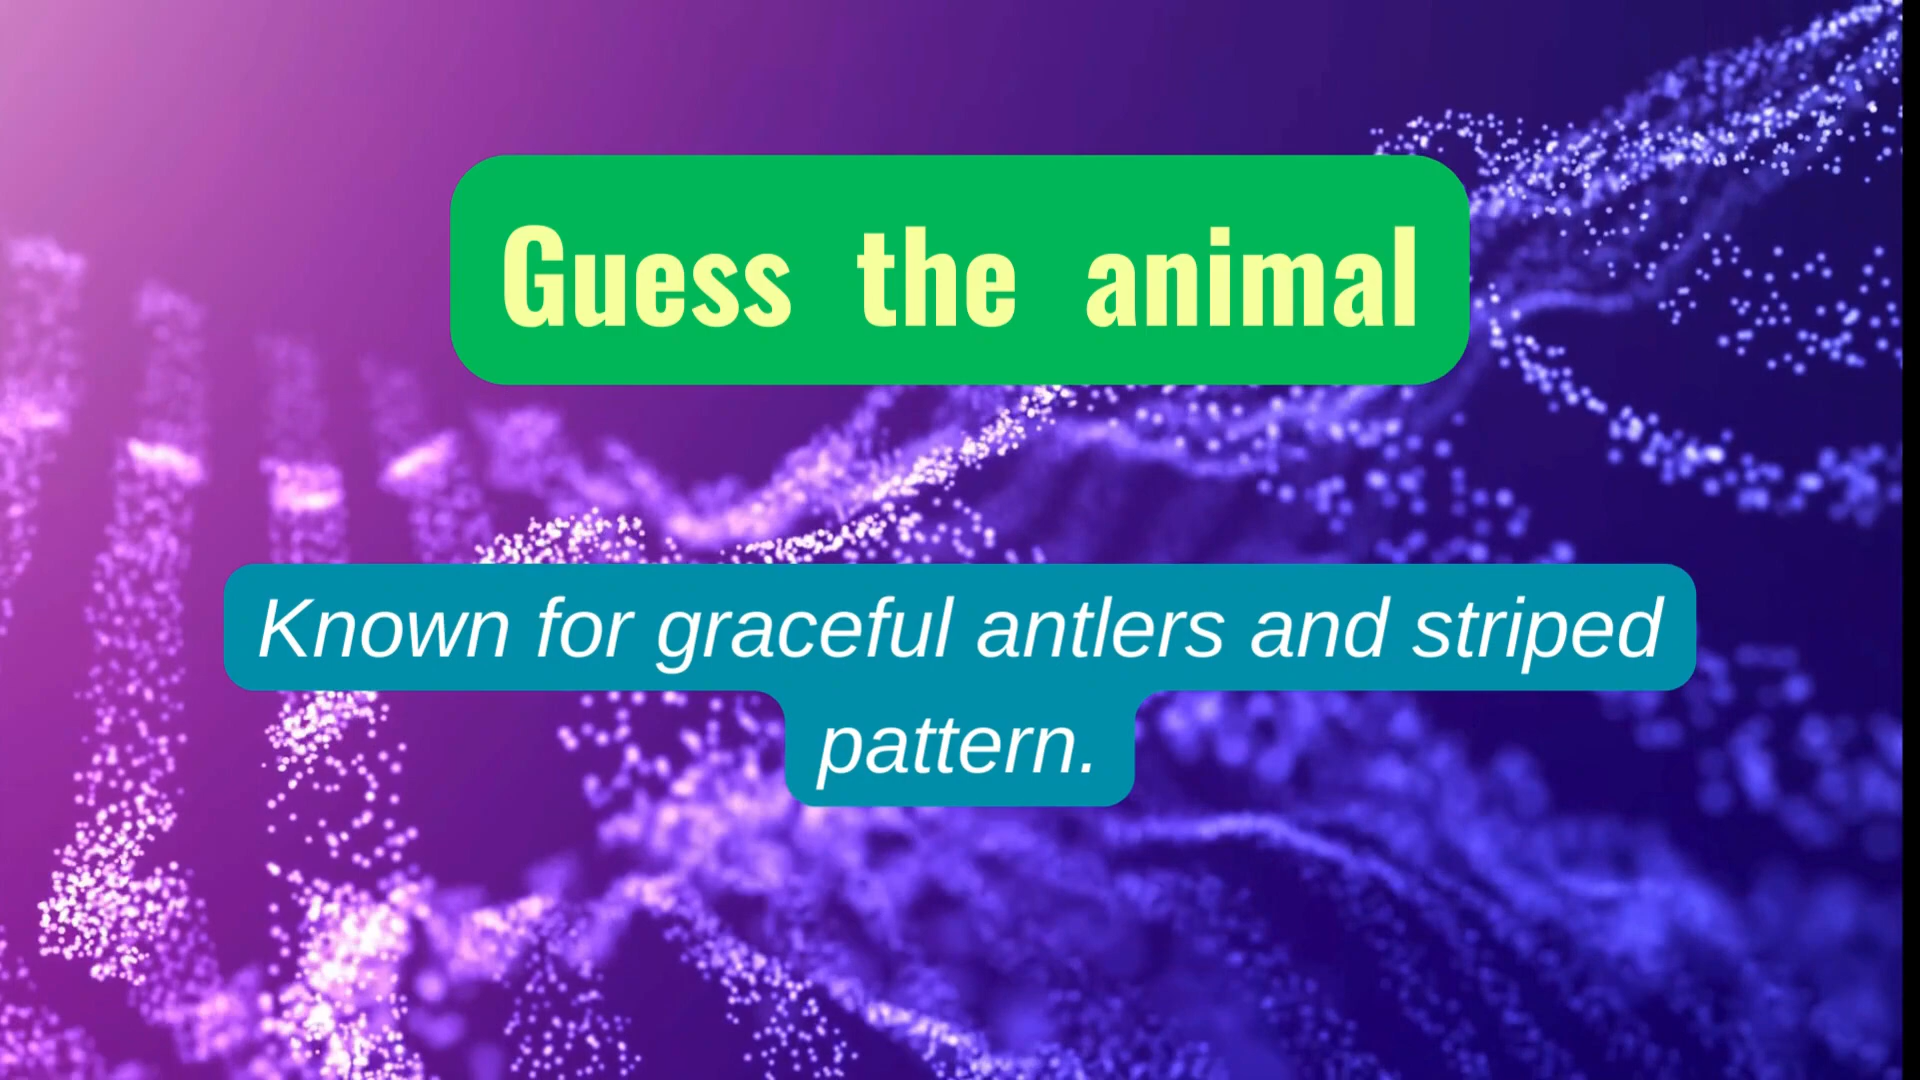 Guess the animal
Known for graceful antlers and striped
pattern.